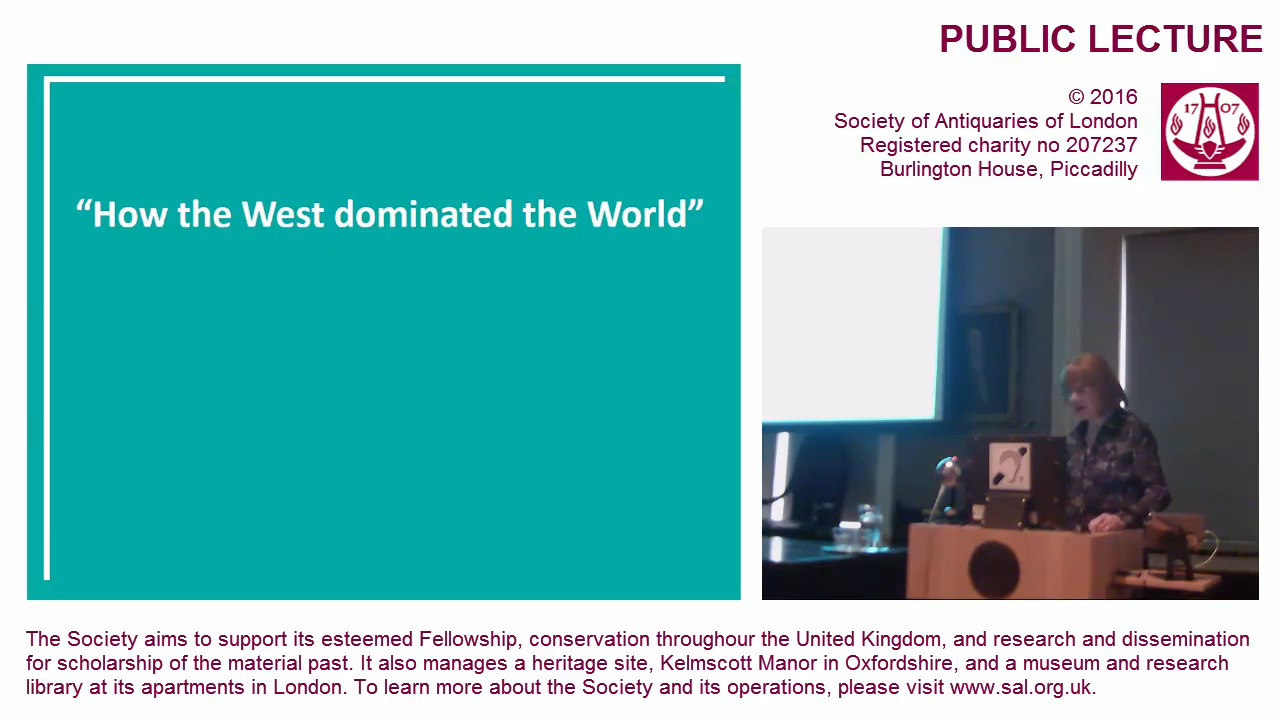 PUBLIC LECTURE
© 2016
Society of Antiquaries of London
Registered charity no 207237
Burlington House, Piccadilly
17 07
“How the West dominated the World”
The Society aims to support its esteemed Fellowship, conservation throughour the United Kingdom, and research and dissemination
for scholarship of the material past. It also manages a heritage site, Kelmscott Manor in Oxfordshire, and a museum and research
library at its apartments in London. To learn more about the Society and its operations, please visit www.sal.org.uk.